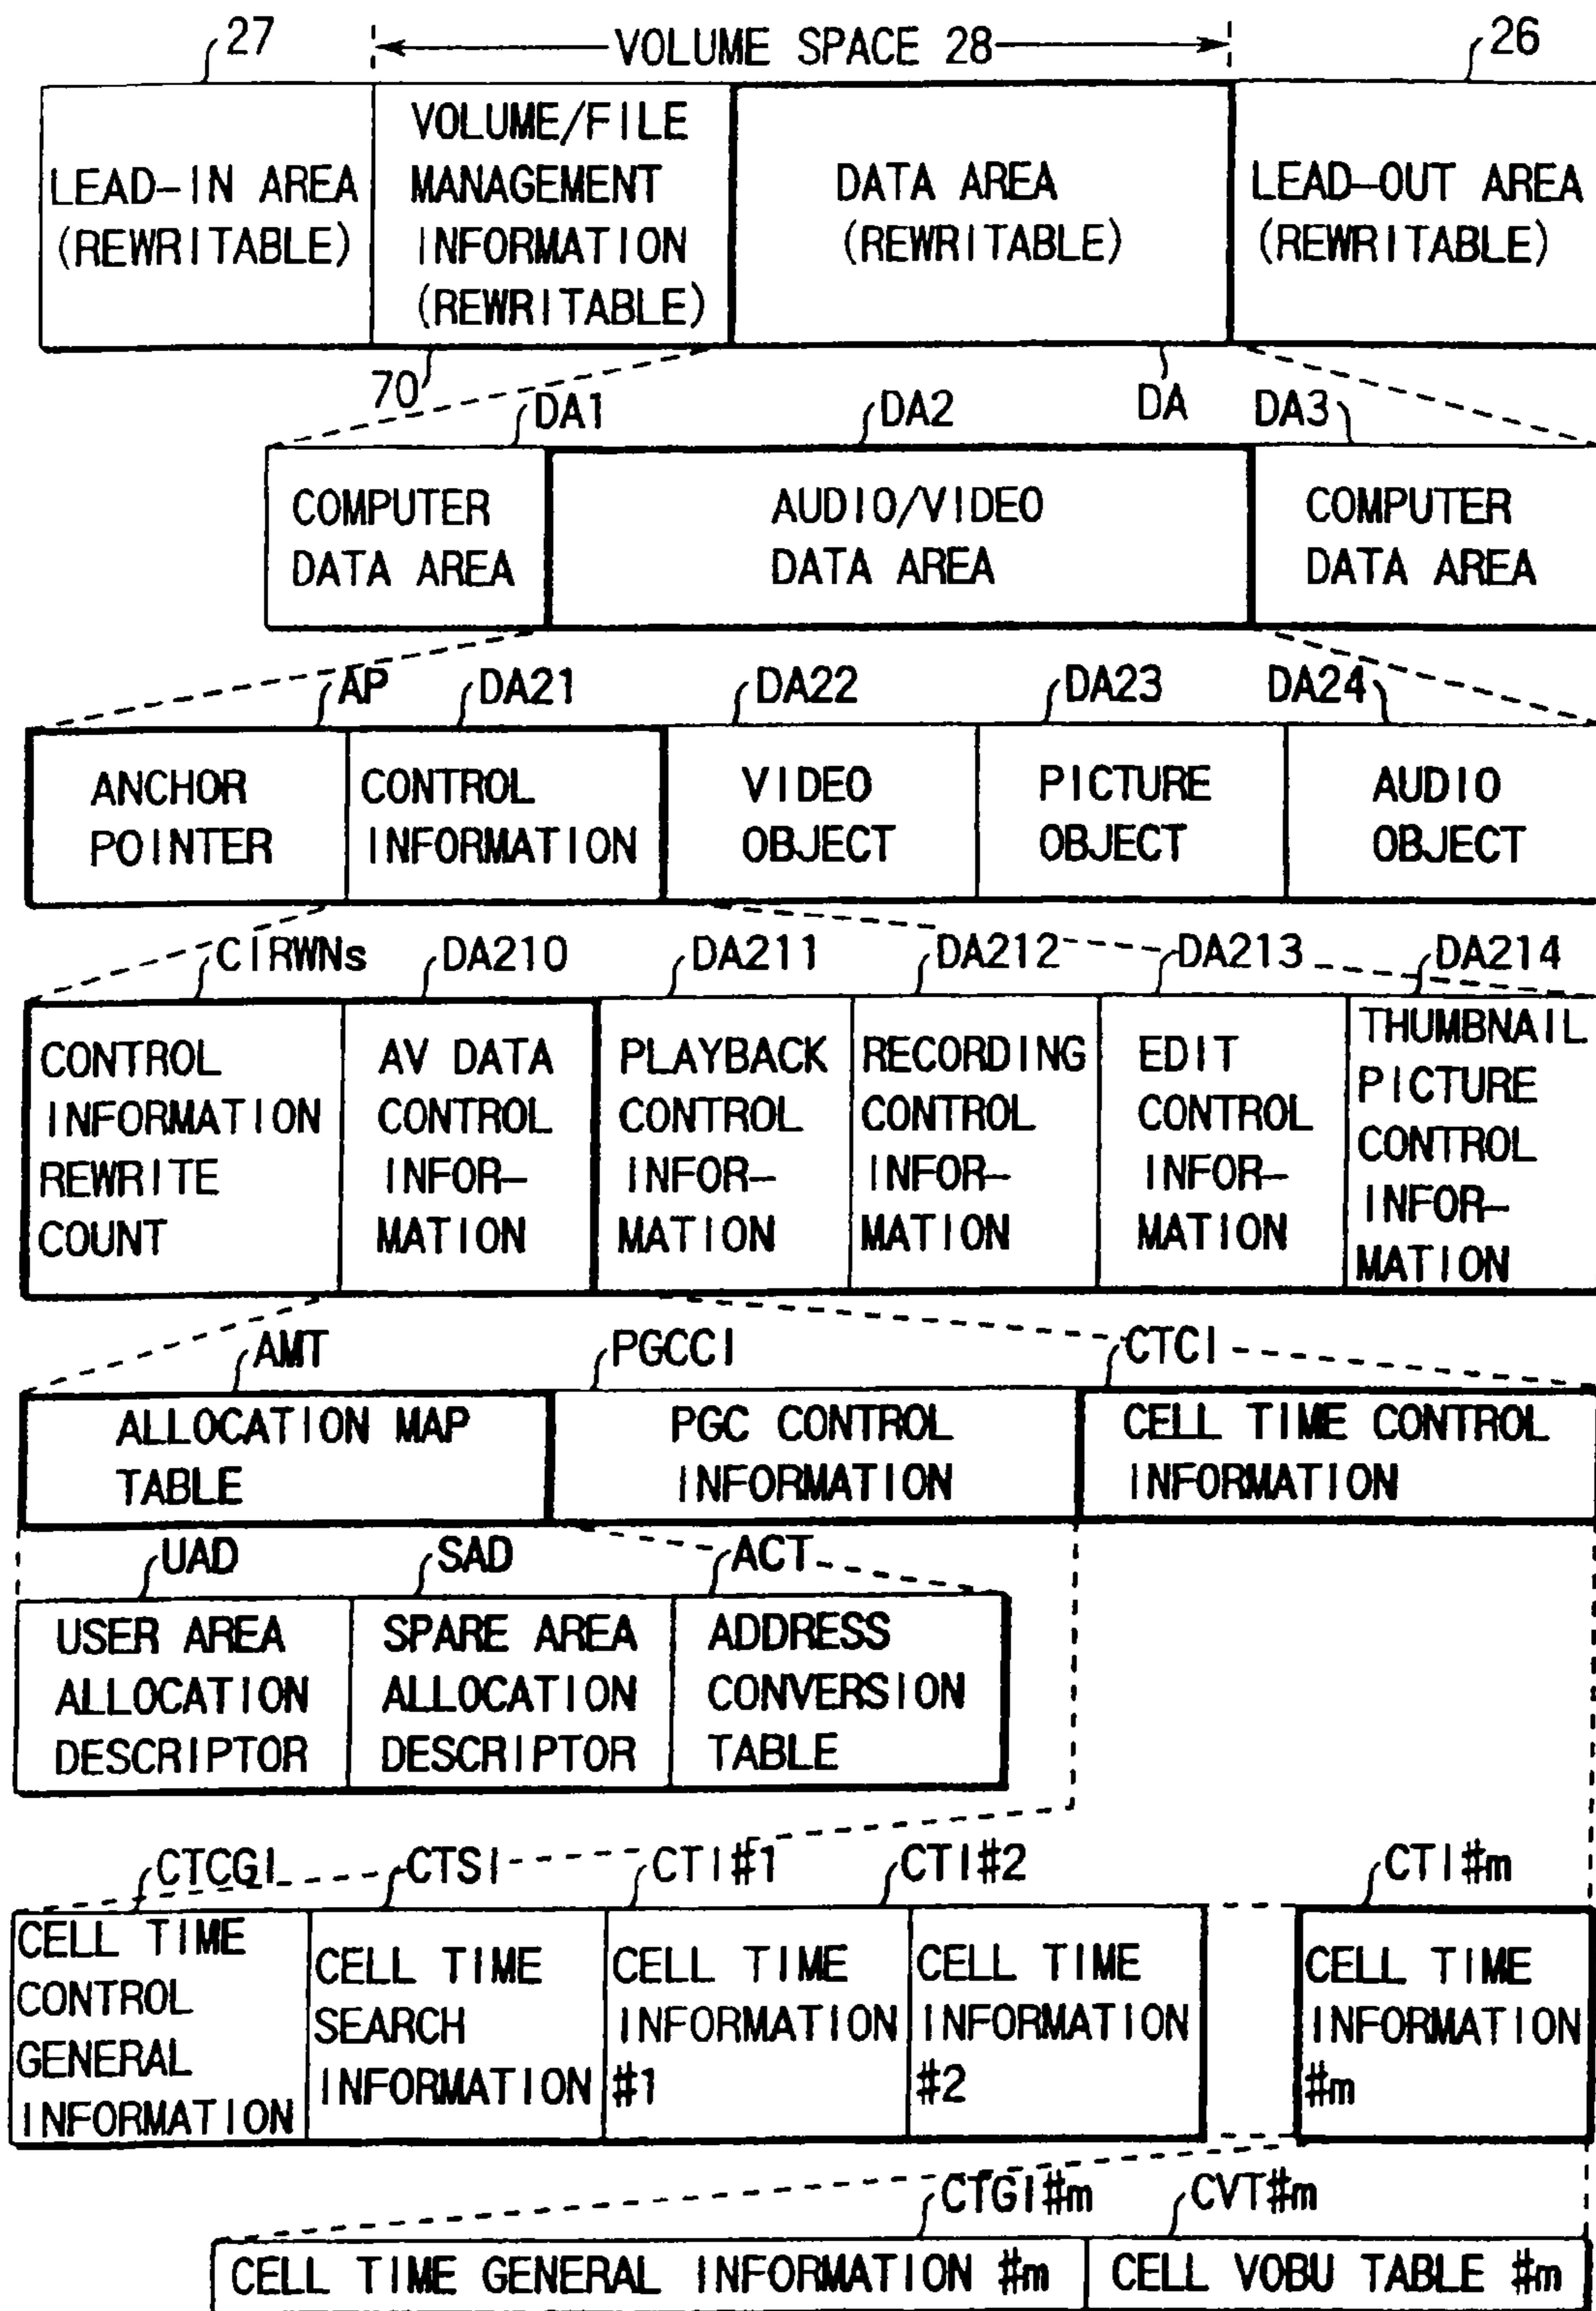 27
VOLUME SPACE 28
26
LEAD-IN AREA
(REWRITABLE)
VOLUME/FILE
MANAGEMENT
INFORMATION
(REWRITABLE)
DATA AREA
(REWRITABLE)
LEAD-OUT AREA
(REWRITABLE)
70
DA1
DA2
DA
DA3
COMPUTER
DATA AREA
AUDIO/VIDEO
DATA AREA
COMPUTER
DATA AREA
AP
DA21
DA22
DA23
DA24
ANCHOR
POINTER
CONTROL
INFORMATION
VIDEO
OBJECT
PICTURE
OBJECT
AUDIO
OBJECT
CIRWNs
DA210
DA211
DA212
DA213
DA214
CONTROL
INFORMATION
REWRITE
COUNT
AV DATA
CONTROL
INFOR-
MATION
PLAYBACK
CONTROL
INFOR-
MATION
RECORDING
CONTROL
INFOR-
MATION
EDIT
CONTROL
INFOR-
MATION
THUMBNAIL
PICTURE
CONTROL
INFOR-
MATION
AMT
PGCCI
CTCI
ALLOCATION MAP
TABLE
PGC CONTROL
INFORMATION
CELL TIME CONTROL
INFORMATION
UAD
SAD
ACT
USER AREA
ALLOCATION
DESCRIPTOR
SPARE AREA
ALLOCATION
DESCRIPTOR
ADDRESS
CONVERSION
TABLE
CTCGI
CTSI
CTI#1
CTI#2
CTI#m
CELL TIME
CONTROL
GENERAL
INFORMATION
CELL TIME
SEARCH
INFORMATION
CELL TIME
INFORMATION
#1
CELL TIME
INFORMATION
#2
CELL TIME
INFORMATION
#m
CTGI#m
CVT#m
CELL TIME GENERAL INFORMATION #m
CELL VOBU TABLE #m